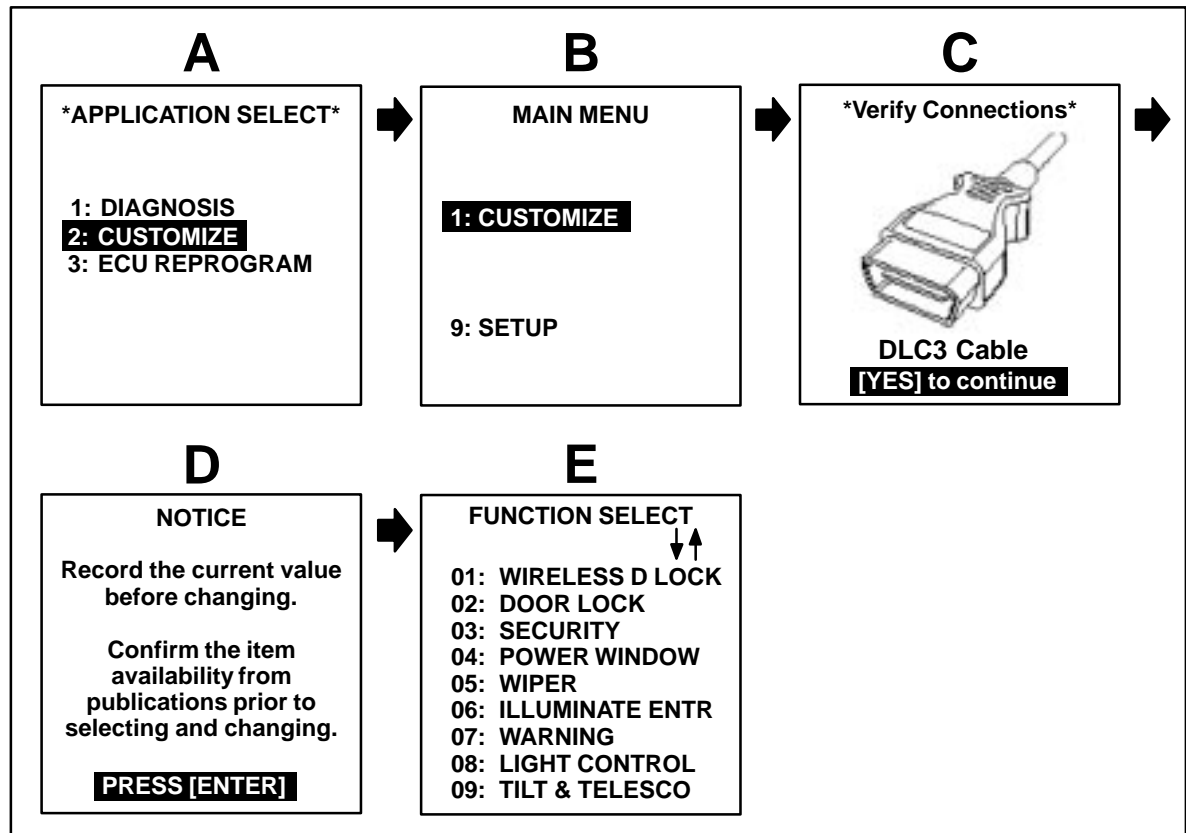 A
*APPLICATION SELECT*
1: DIAGNOSIS
2: CUSTOMIZE
3: ECU REPROGRAM
B
MAIN MENU
1: CUSTOMIZE
9: SETUP
C
*Verify Connections*
DLC3 Cable
[YES] to continue
D
NOTICE
Record the current value
before changing.
Confirm the item
availability from
publications prior to
selecting and changing.
PRESS [ENTER]
E
FUNCTION SELECT
01: WIRELESS D LOCK
02: DOOR LOCK
03: SECURITY
04: POWER WINDOW
05: WIPER
06: ILLUMINATE ENTR
07: WARNING
08: LIGHT CONTROL
09: TILT & TELESCO